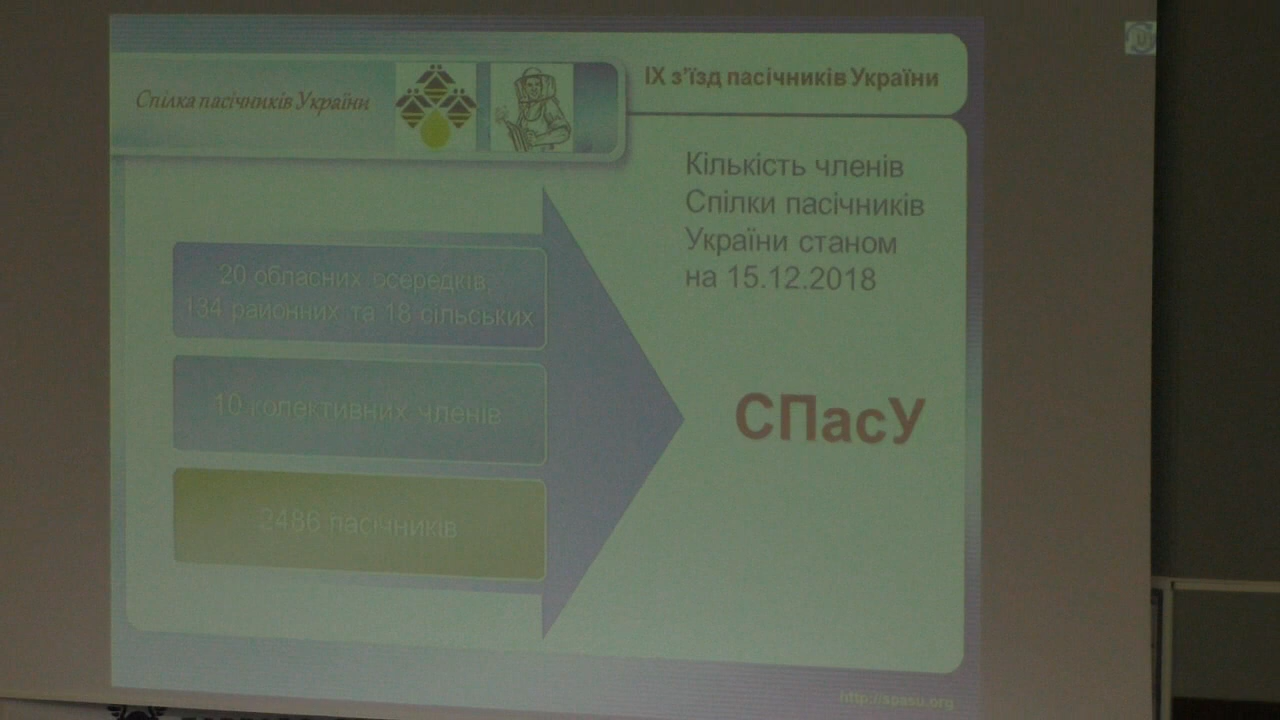 Спілка пасічників України
ІХ з’їзд пасічників України
Кількість членів
Спілки пасічників
України станом
на 15.12.2018
20 обласних осередків,
134 районних та 18 сільських
10 колективних членів
2486 пасічників
СПасУ
http://spasu.org